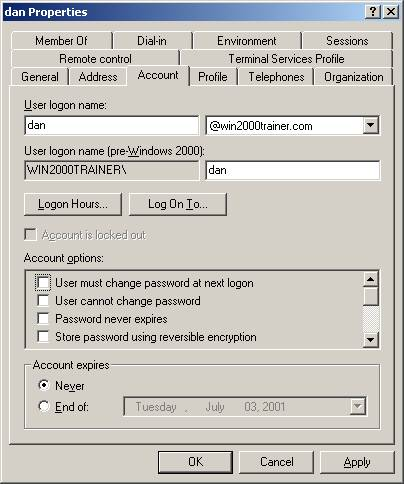 dan Properties
Member Of Dial-in Environment Sessions
Remote control Terminal Services Profile
General Address Account Profile Telephones Organization
User logon name:
dan @win2000trainer.com
User logon name (pre-Windows 2000):
WIN2000TRAINER\ dan
Logon Hours... Log On To...
Account is locked out
Account options:
User must change password at next logon
User cannot change password
Password never expires
Store password using reversible encryption
Account expires
Never
End of: Tuesday , July 03, 2001
OK Cancel Apply